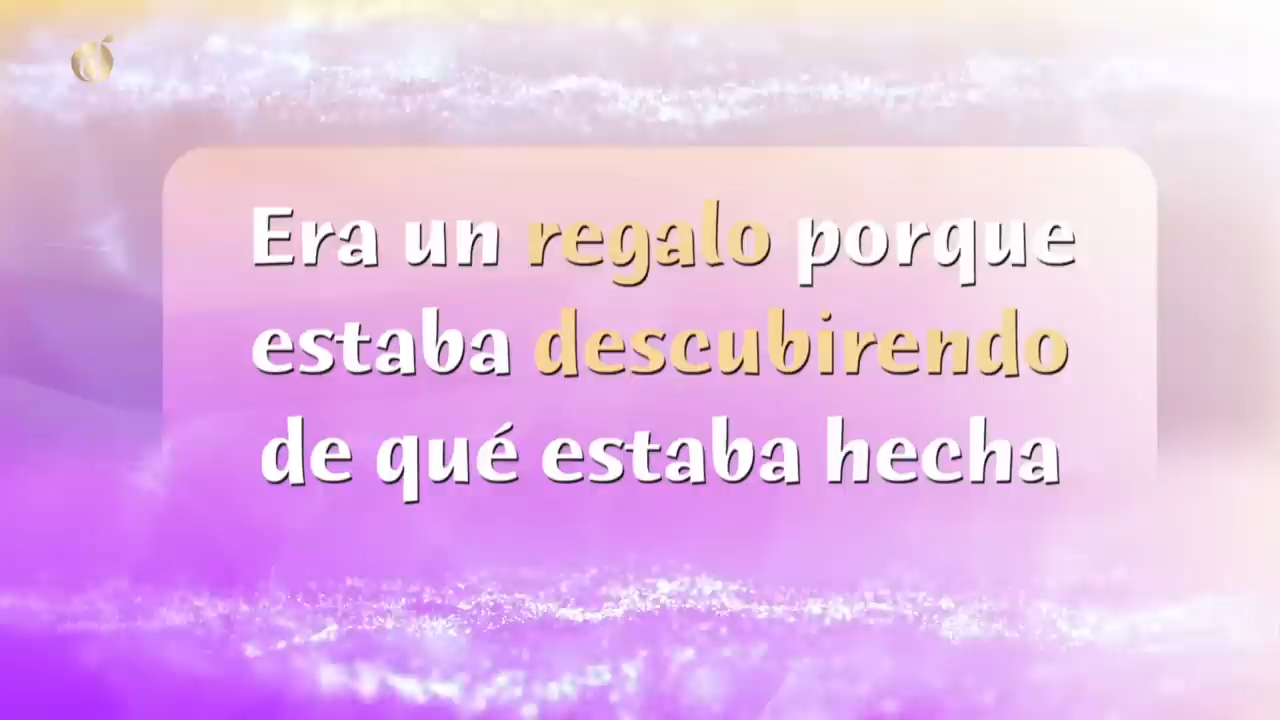 Era un regalo porque
estaba descubirendo
de qué estaba hecha